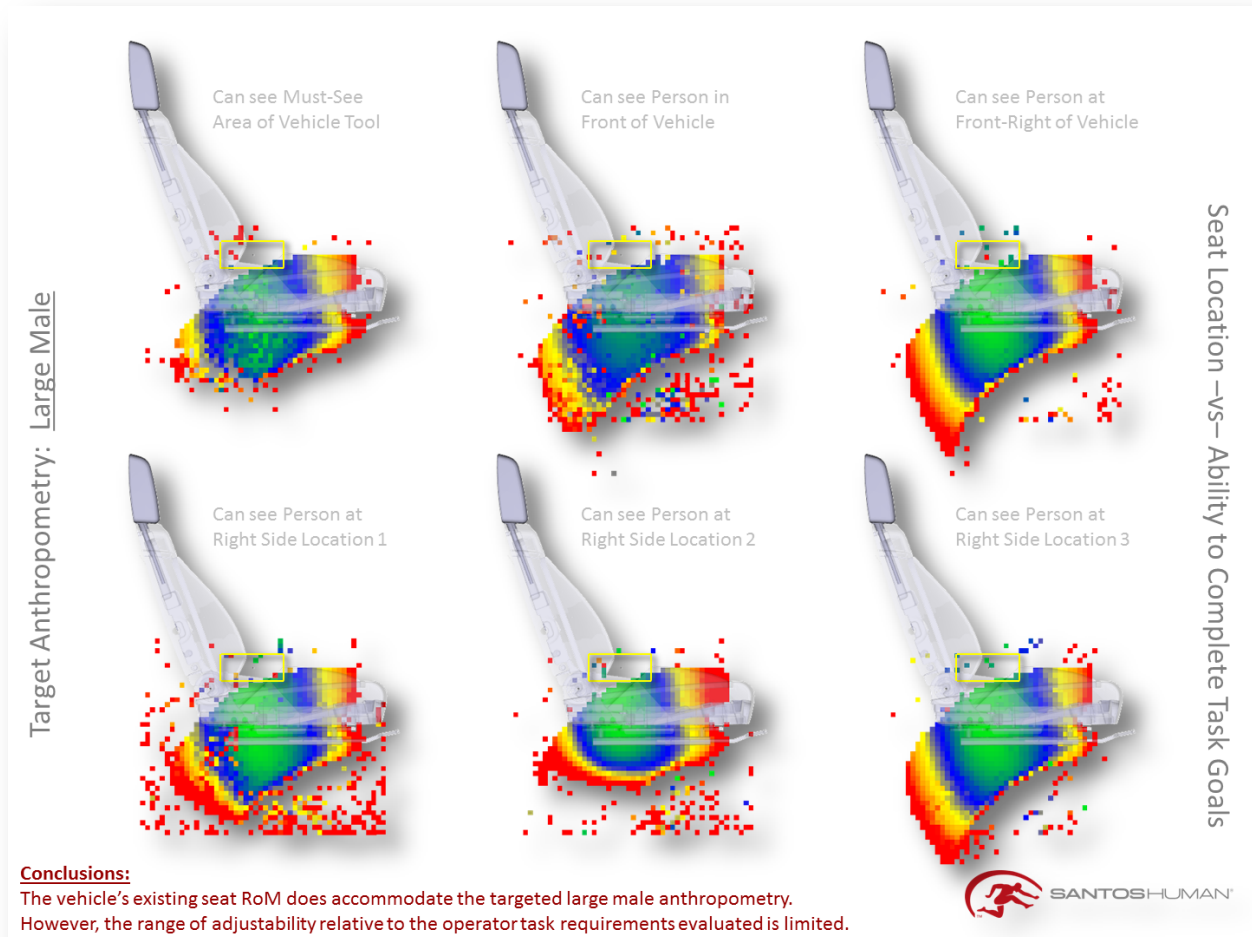 Can see Must-See
Area of Vehicle Tool
Can see Person in
Front of Vehicle
Can see Person at
Front-Right of Vehicle
Target Anthropometry: Large Male
Seat Location –vs– Ability to Complete Task Goals
Can see Person at
Right Side Location 1
Can see Person at
Right Side Location 2
Can see Person at
Right Side Location 3
Conclusions:
The vehicle's existing seat RoM does accommodate the targeted large male anthropometry.
However, the range of adjustability relative to the operator task requirements evaluated is limited.
SANTOSHUMAN®